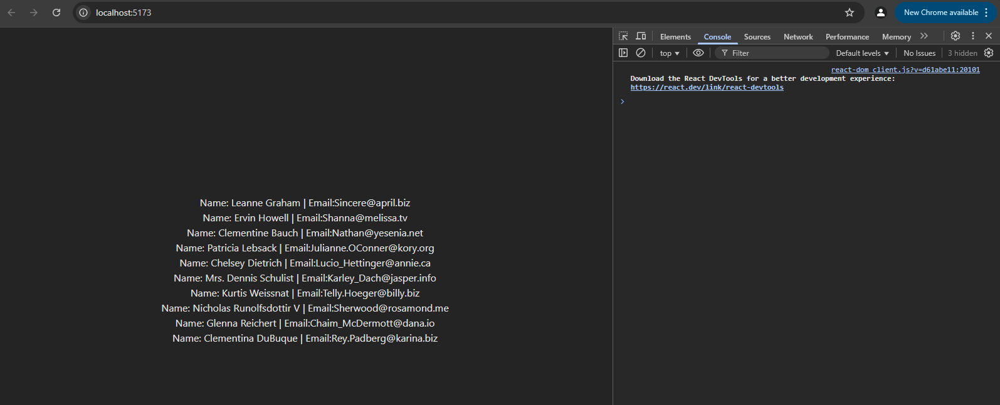 localhost:5173
New Chrome available
Elements Console Sources Network Performance Memory
top Filter Default levels No Issues 3 hidden
react-dom_client.js?v=d61abe11:20101
Download the React DevTools for a better development experience:
https://react.dev/link/react-devtools
Name: Leanne Graham | Email:Sincere@april.biz
Name: Ervin Howell | Email:Shanna@melissa.tv
Name: Clementine Bauch | Email:Nathan@yesenia.net
Name: Patricia Lebsack | Email:Julianne.OConner@kory.org
Name: Chelsey Dietrich | Email:Lucio_Hettinger@annie.ca
Name: Mrs. Dennis Schulist | Email:Karley_Dach@jasper.info
Name: Kurtis Weissnat | Email:Telly.Hoeger@billy.biz
Name: Nicholas Runolfsdottir V | Email:Sherwood@rosamond.me
Name: Glenna Reichert | Email:Chaim_McDermott@dana.io
Name: Clementina DuBuque | Email:Rey.Padberg@karina.biz